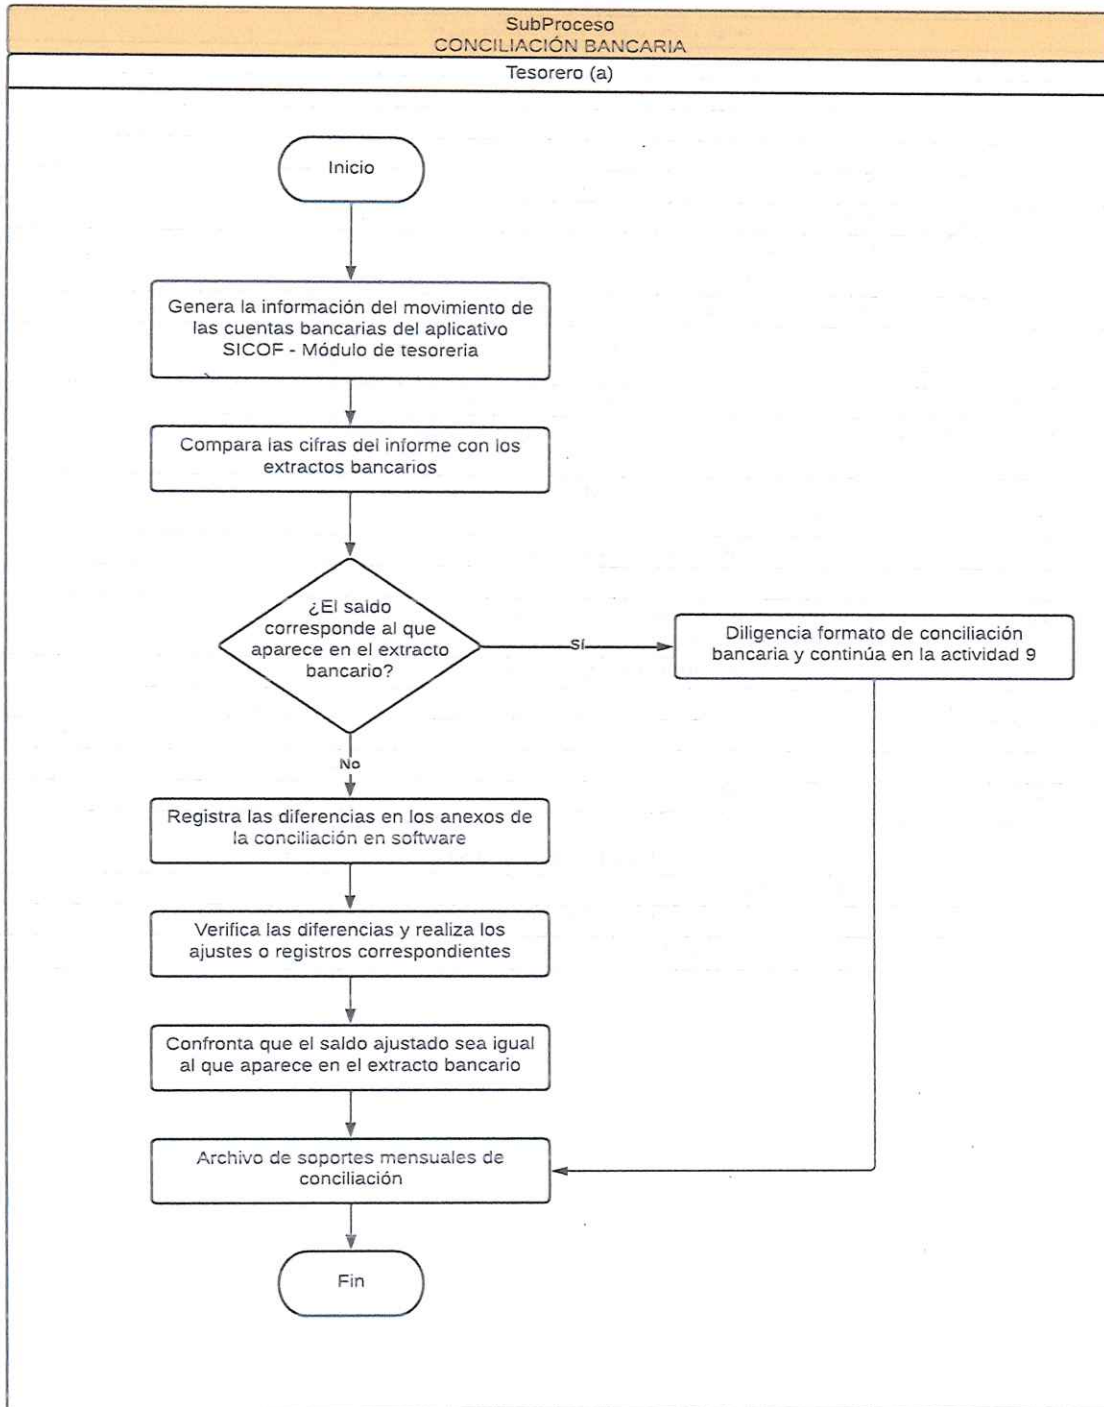 SubProceso
CONCILIACIÓN BANCARIA
Tesorero (a)
Inicio
Genera la información del movimiento de
las cuentas bancarias del aplicativo
SICOF - Módulo de tesoreria
Compara las cifras del informe con los
extractos bancarios
¿El saldo
corresponde al que
aparece en el extracto
bancario?
Sí
Diligencia formato de conciliación
bancaria y continúa en la actividad 9
No
Registra las diferencias en los anexos de
la conciliación en software
Verifica las diferencias y realiza los
ajustes o registros correspondientes
Confronta que el saldo ajustado sea igual
al que aparece en el extracto bancario
Archivo de soportes mensuales de
conciliación
Fin